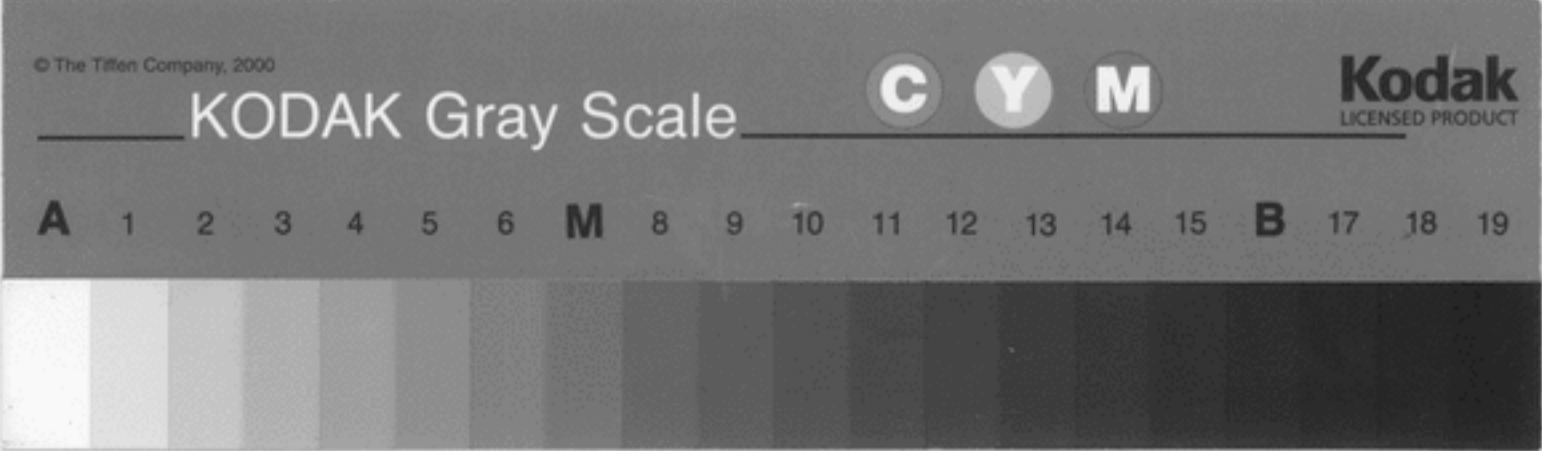 © The Tiffen Company, 2000
KODAK Gray Scale
C Y M
Kodak
LICENSED PRODUCT
A 1 2 3 4 5 6 M 8 9 10 11 12 13 14 15 B 17 18 19